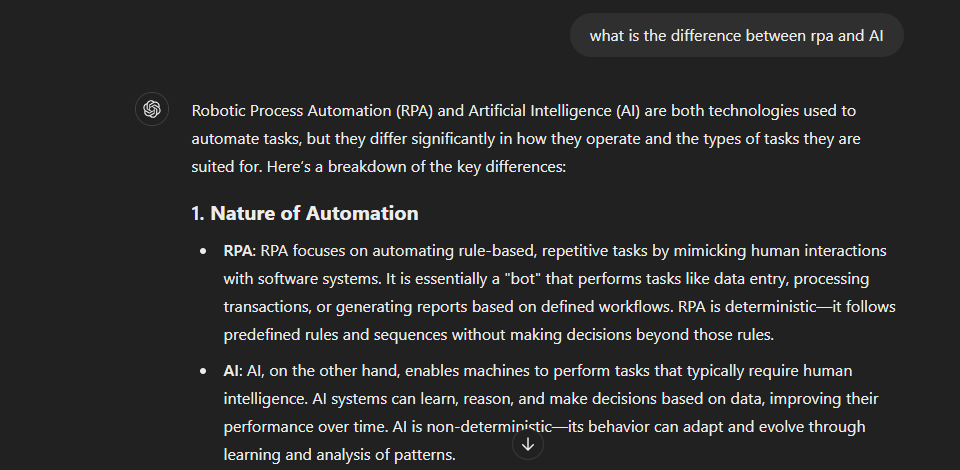 what is the difference between rpa and AI
Robotic Process Automation (RPA) and Artificial Intelligence (AI) are both technologies used to
automate tasks, but they differ significantly in how they operate and the types of tasks they are
suited for. Here's a breakdown of the key differences:
1. Nature of Automation
• RPA: RPA focuses on automating rule-based, repetitive tasks by mimicking human interactions
with software systems. It is essentially a "bot" that performs tasks like data entry, processing
transactions, or generating reports based on defined workflows. RPA is deterministic—it follows
predefined rules and sequences without making decisions beyond those rules.
• AI: AI, on the other hand, enables machines to perform tasks that typically require human
intelligence. AI systems can learn, reason, and make decisions based on data, improving their
performance over time. AI is non-deterministic—its behavior can adapt and evolve through
learning and analysis of patterns.